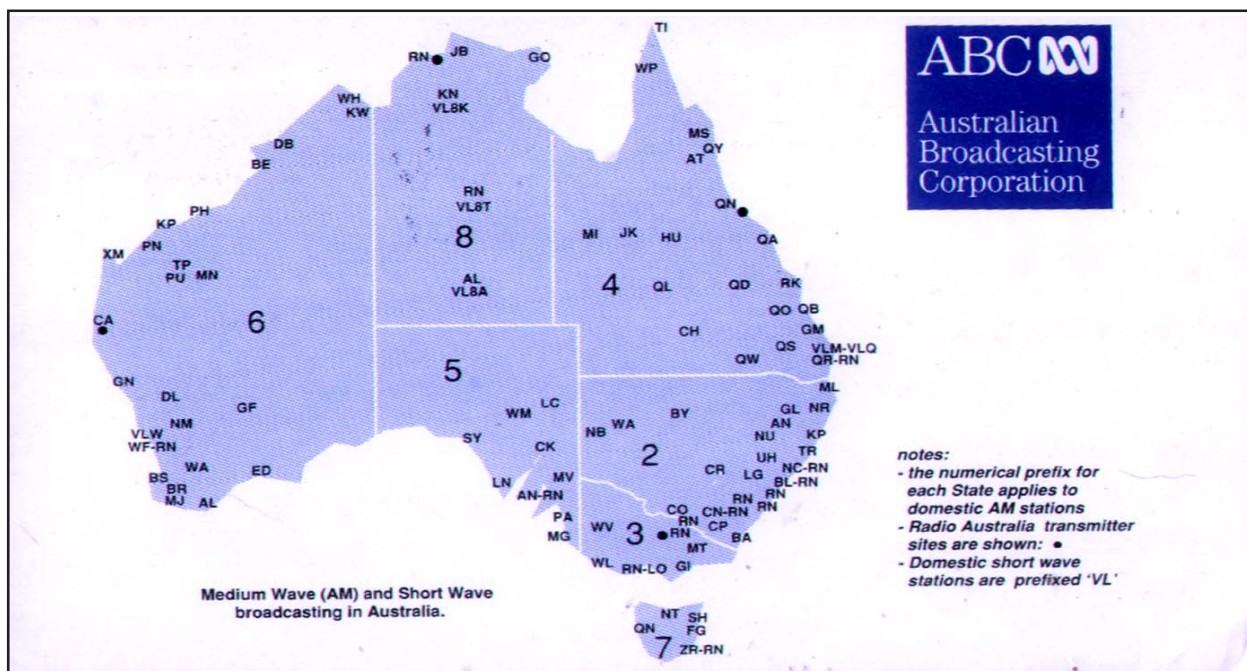 ABC
Australian
Broadcasting
Corporation
TI
RN
JB
GO
WP
WH
KW
KN
VL8K
DB
BE
MS
QY
AT
RN
VL8T
QN
PH
KP
PN
XM
TP
PU
MN
8
MI
JK
HU
QA
AL
VL8A
4
QL
QD
RK
CA
6
QO
QB
CH
GM
QS
VLM-VLQ
QR-RN
QW
GN
5
DL
GF
NM
VLW
WF-RN
WA
BS
BR
MJ
AL
ED
LC
WM
SY
CK
LN
MV
AN-RN
PA
MG
ML
BY
WA
NB
GL
NR
AN
NU
KP
2
UH
TR
CR
LG
NC-RN
BL-RN
RN
RN
RN
CO
CN-RN
RN
CP
RN
BA
WV
3
MT
WL
RN-LO
GI
NT
SH
QN
FG
7
ZR-RN
Medium Wave (AM) and Short Wave
broadcasting in Australia.
notes:
- the numerical prefix for
each State applies to
domestic AM stations
- Radio Australia transmitter
sites are shown: •
- Domestic short wave
stations are prefixed 'VL'